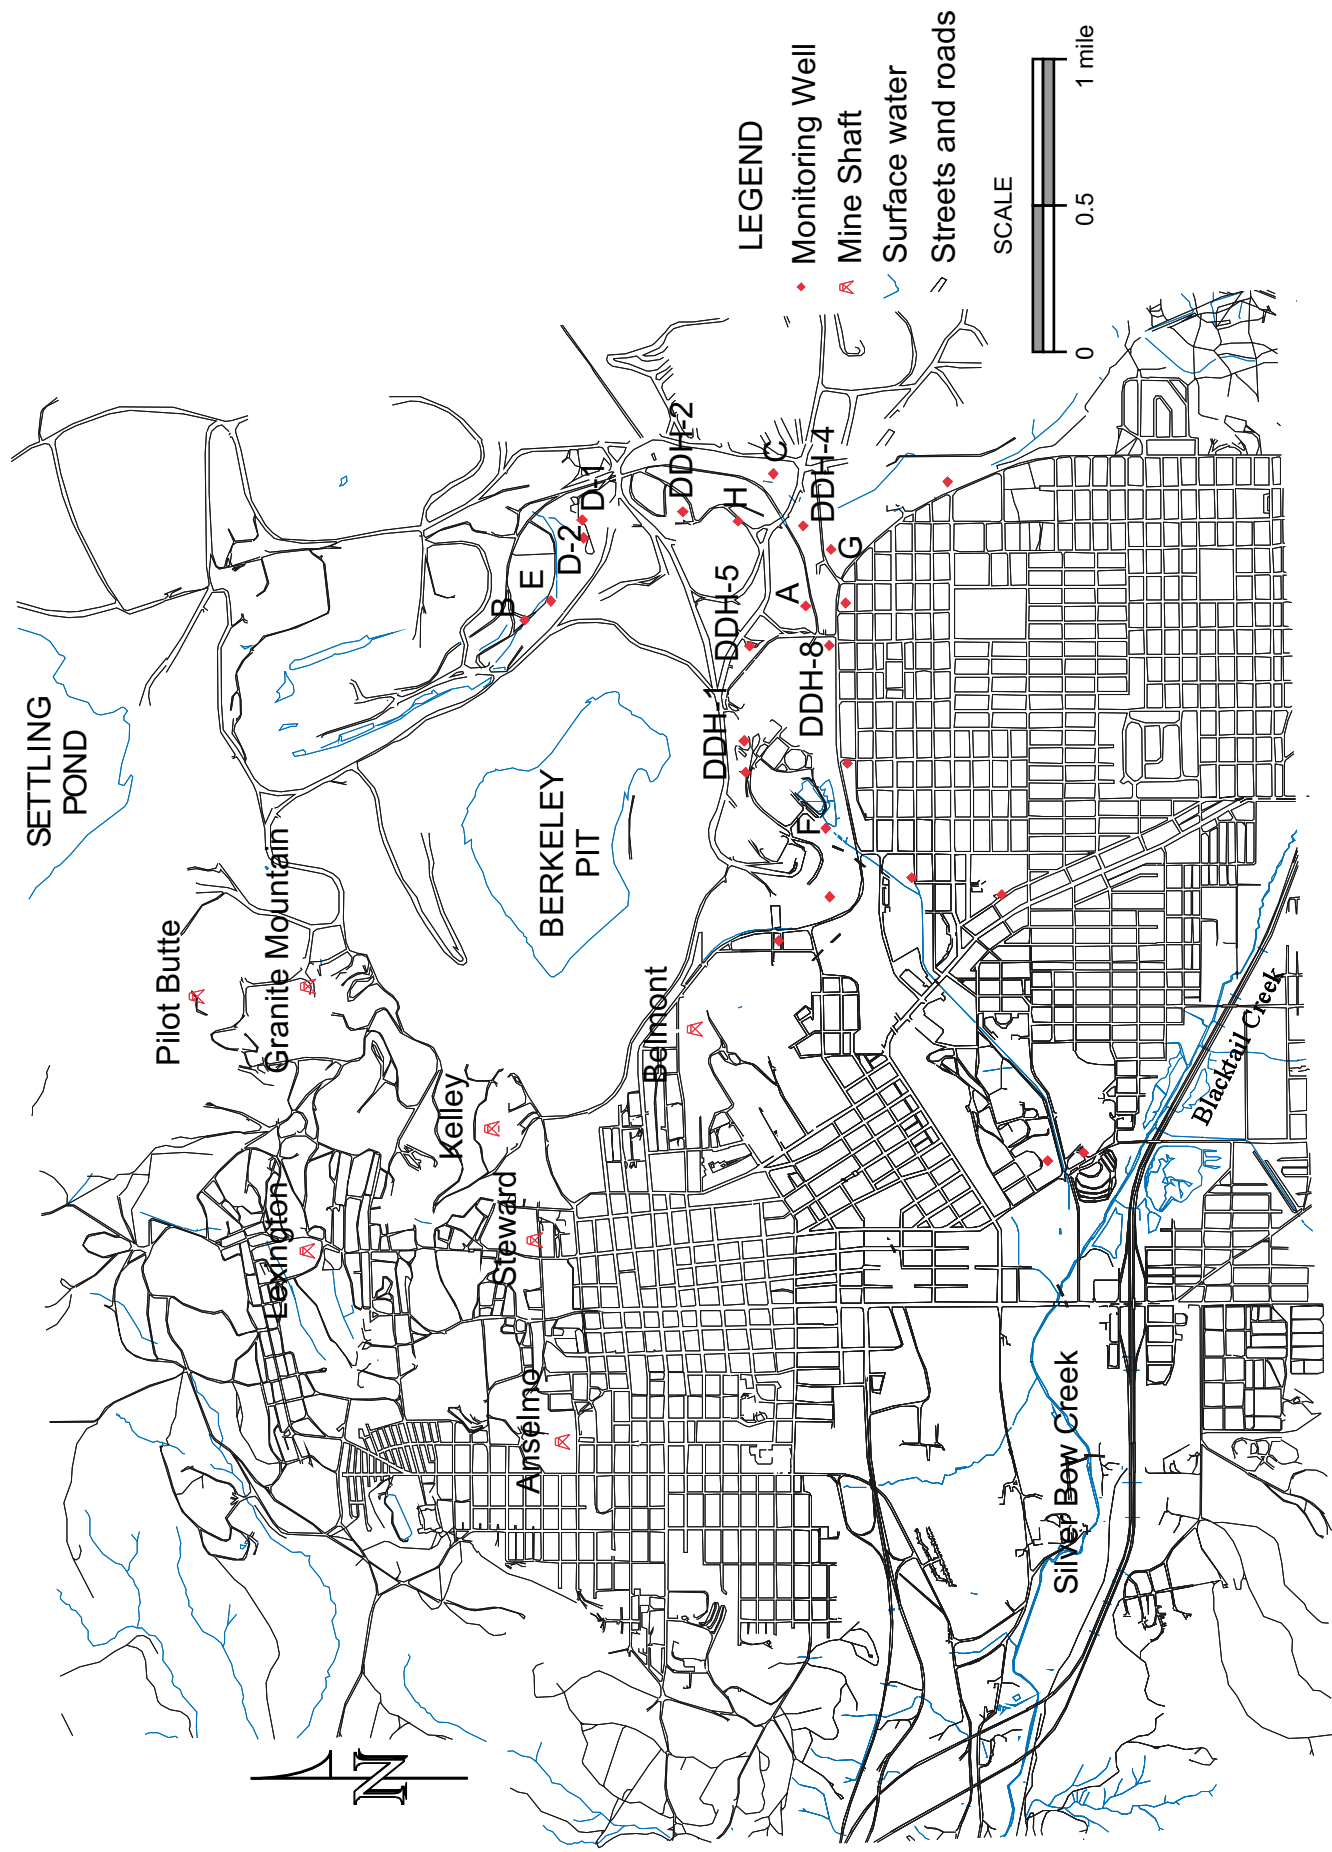 SETTLING
POND
Pilot Butte
Granite Mountain
Lexington
Kelley
Steward
Anselmo
Belmont
BERKELEY
PIT
B
E
D-2
D-1
DDH-2
H
C
DDH-4
G
A
DDH-5
DDH-8
DDH-1
F
Silver Bow Creek
Blacktail Creek
N
LEGEND
Monitoring Well
Mine Shaft
Surface water
Streets and roads
SCALE
0 0.5 1 mile